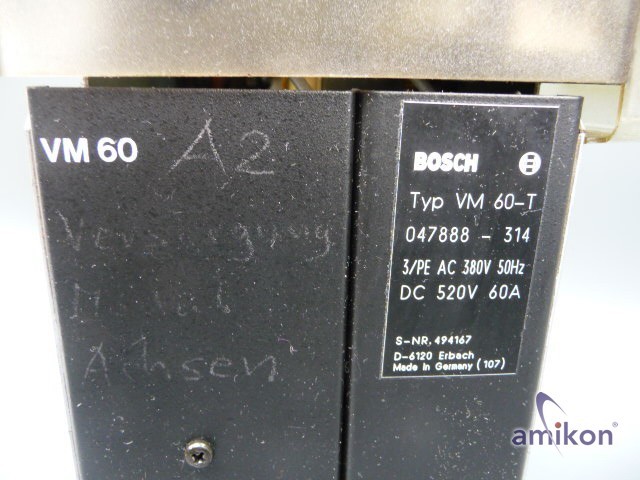 VM 60 A2
Versorgung
Achsen
BOSCH
Typ VM 60-T
047888 - 314
3/PE AC 380V 50Hz
DC 520V 60A
S-NR. 494167
D-6120 Erbach
Made in Germany (107)
amikon®